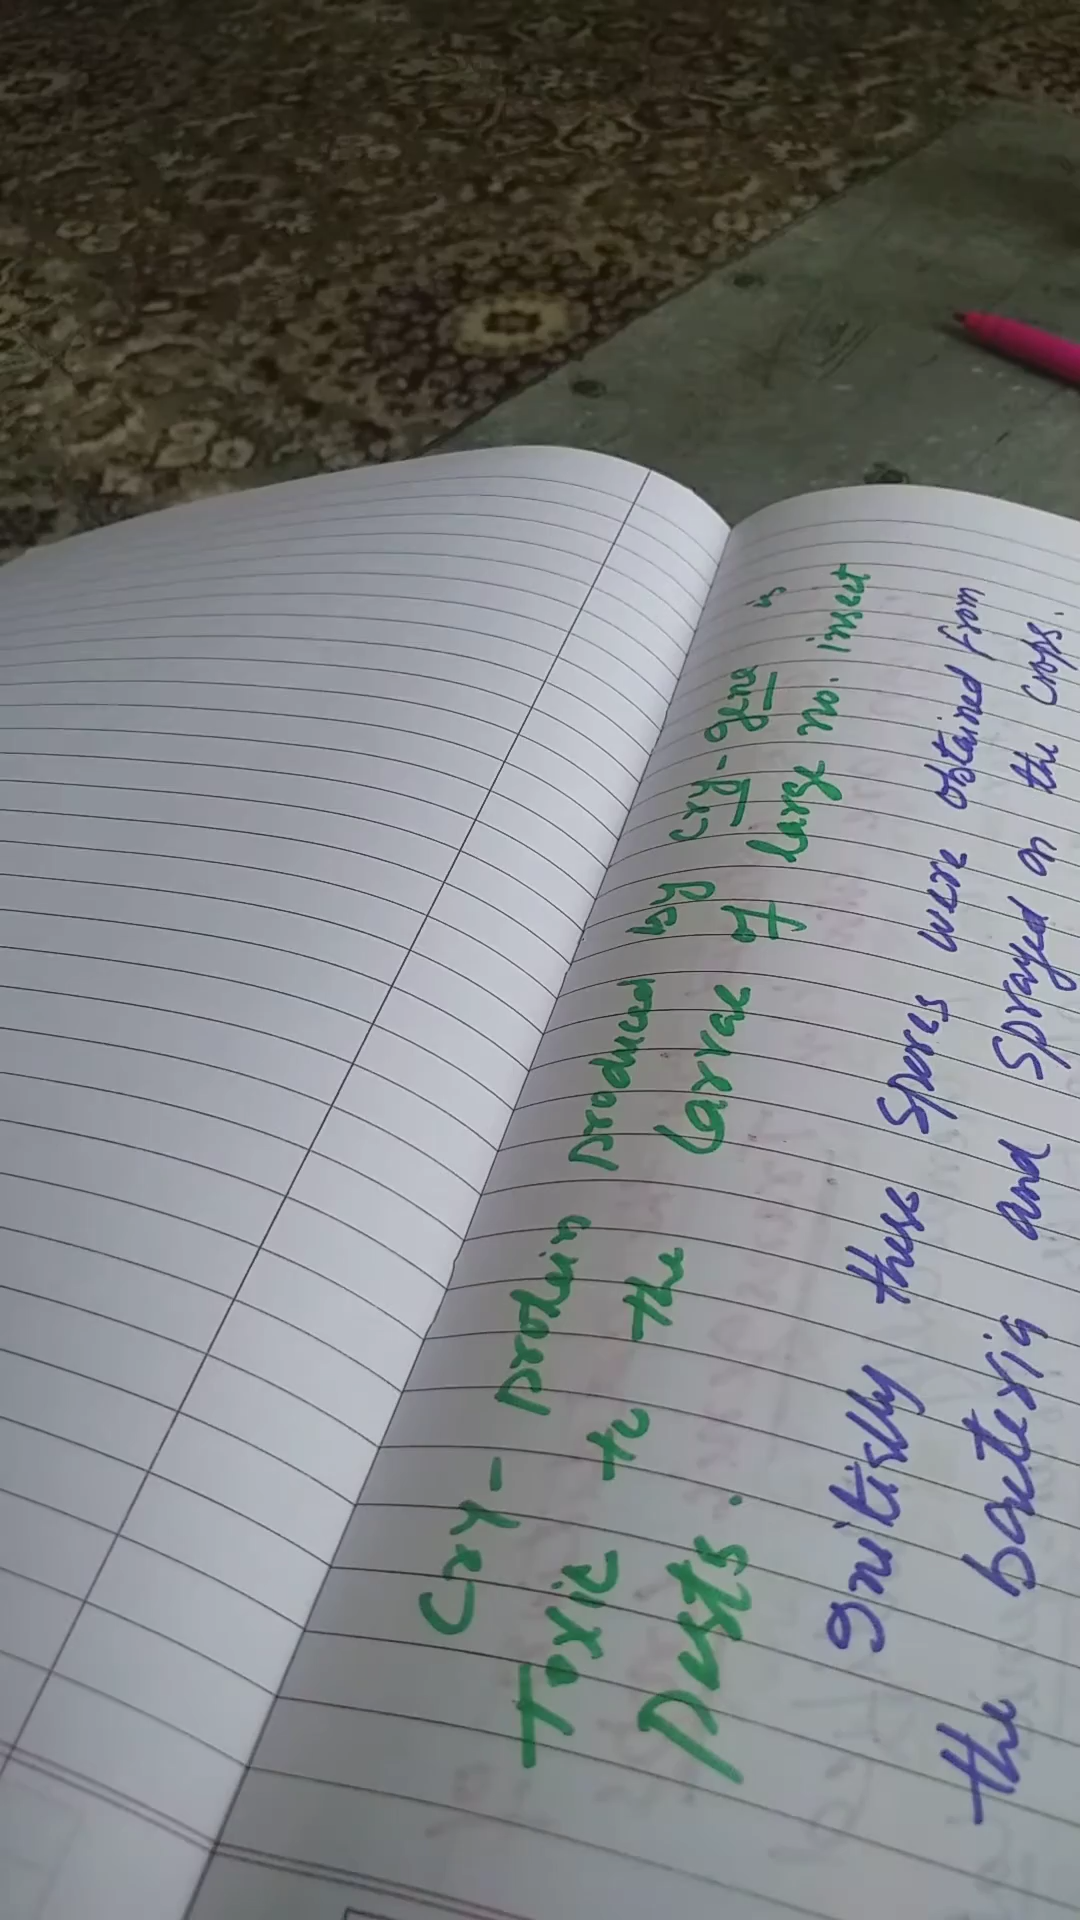 Cry - protein produced by cry-gene is
Toxic to the larvae of large no. insect
Pests.
Initially these Spores were obtained from
the bacteria and Sprayed on the crops.